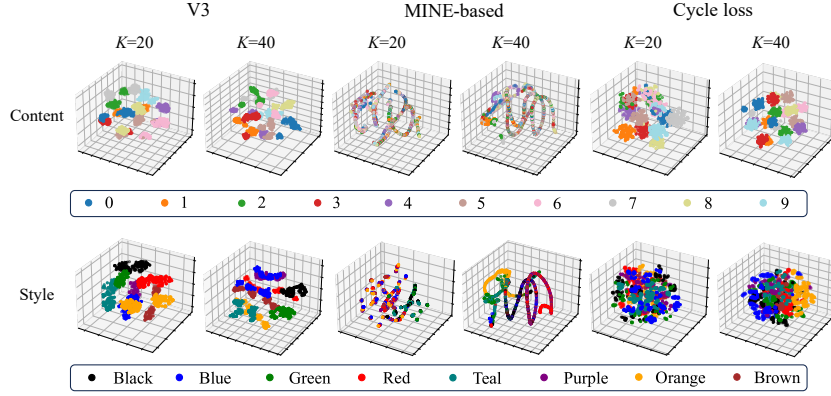 V3 MINE-based Cycle loss
K=20 K=40 K=20 K=40 K=20 K=40
Content
0 1 2 3 4 5 6 7 8 9
Style
Black Blue Green Red Teal Purple Orange Brown